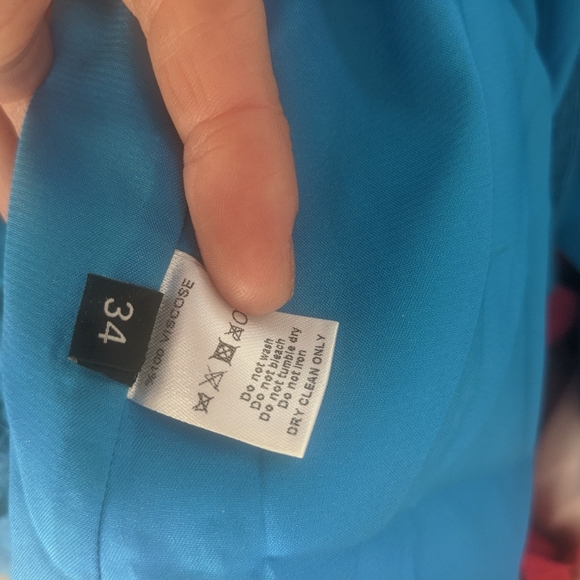 34
%100 VISCOSE
Do not wash
Do not bleach
Do not tumble dry
Do not iron
DRY CLEAN ONLY